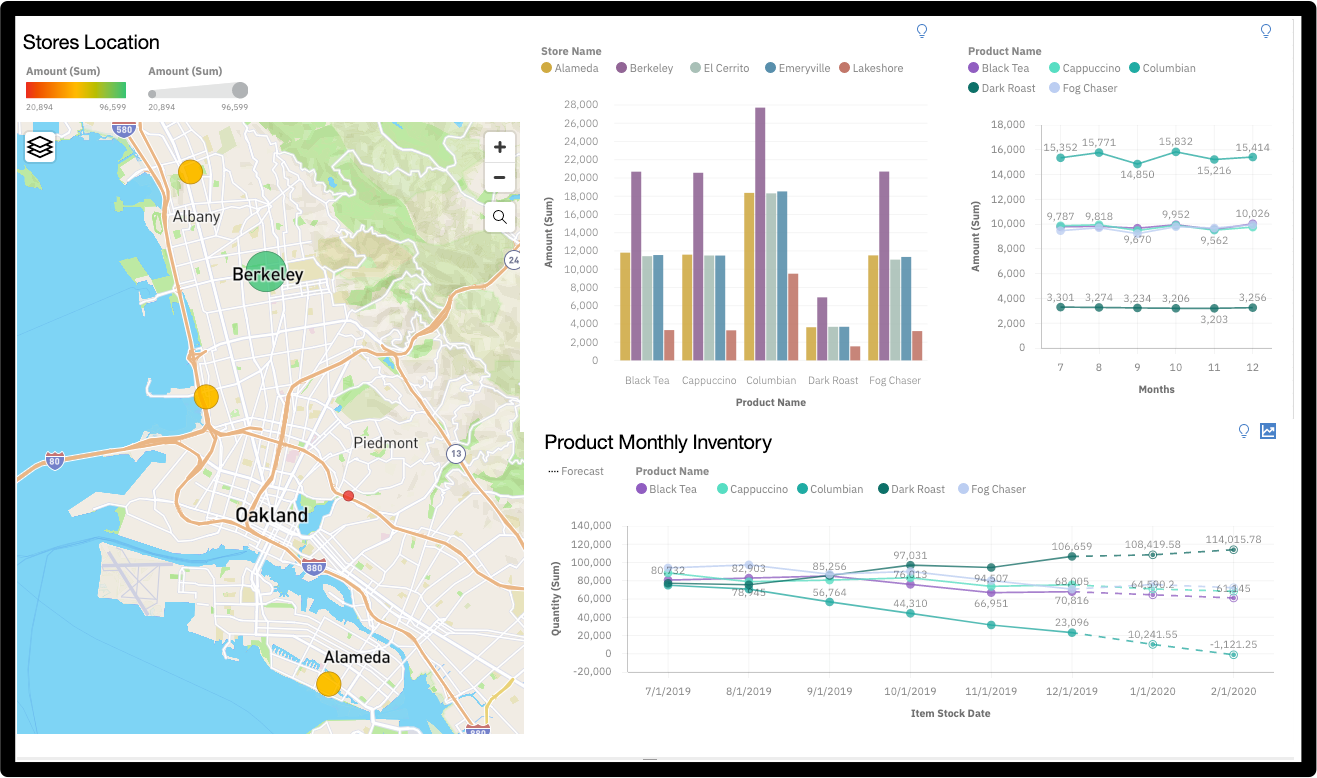 Stores Location
Amount (Sum)
20,894 96,599
Amount (Sum)
20,894 96,599
580
Albany
Berkeley
24
80
Piedmont
13
Oakland
880
Alameda
880
Store Name
Alameda Berkeley El Cerrito Emeryville Lakeshore
Amount (Sum)
28,000
26,000
24,000
22,000
20,000
18,000
16,000
14,000
12,000
10,000
8,000
6,000
4,000
2,000
0
Black Tea Cappuccino Columbian Dark Roast Fog Chaser
Product Name
Product Name
Black Tea Cappuccino Columbian
Dark Roast Fog Chaser
Amount (Sum)
18,000
16,000
14,000
12,000
10,000
8,000
6,000
4,000
2,000
0
15,352 15,771 14,850 15,832 15,216 15,414
9,787 9,818 9,670 9,952 9,562 10,026
3,301 3,274 3,234 3,206 3,203 3,256
7 8 9 10 11 12
Months
Product Monthly Inventory
Forecast
Product Name
Black Tea Cappuccino Columbian Dark Roast Fog Chaser
Quantity (Sum)
140,000
120,000
100,000
80,000
60,000
40,000
20,000
0
-20,000
80,732 82,903 85,256 97,031 94,507 106,659 108,419.58 114,015.78
78,745 76,013 66,951 68,005 64,590.2 61,145
70,816
56,764 44,310 23,096 10,241.55 -1,121.25
7/1/2019 8/1/2019 9/1/2019 10/1/2019 11/1/2019 12/1/2019 1/1/2020 2/1/2020
Item Stock Date